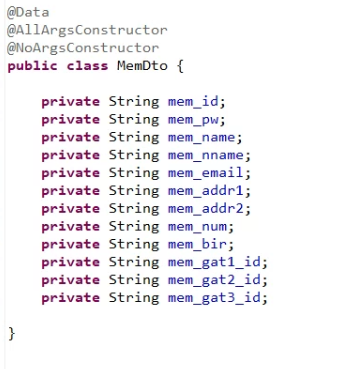 @Data
@AllArgsConstructor
@NoArgsConstructor
public class MemDto {
private String mem_id;
private String mem_pw;
private String mem_name;
private String mem_nname;
private String mem_email;
private String mem_addr1;
private String mem_addr2;
private String mem_num;
private String mem_bir;
private String mem_gat1_id;
private String mem_gat2_id;
private String mem_gat3_id;
}